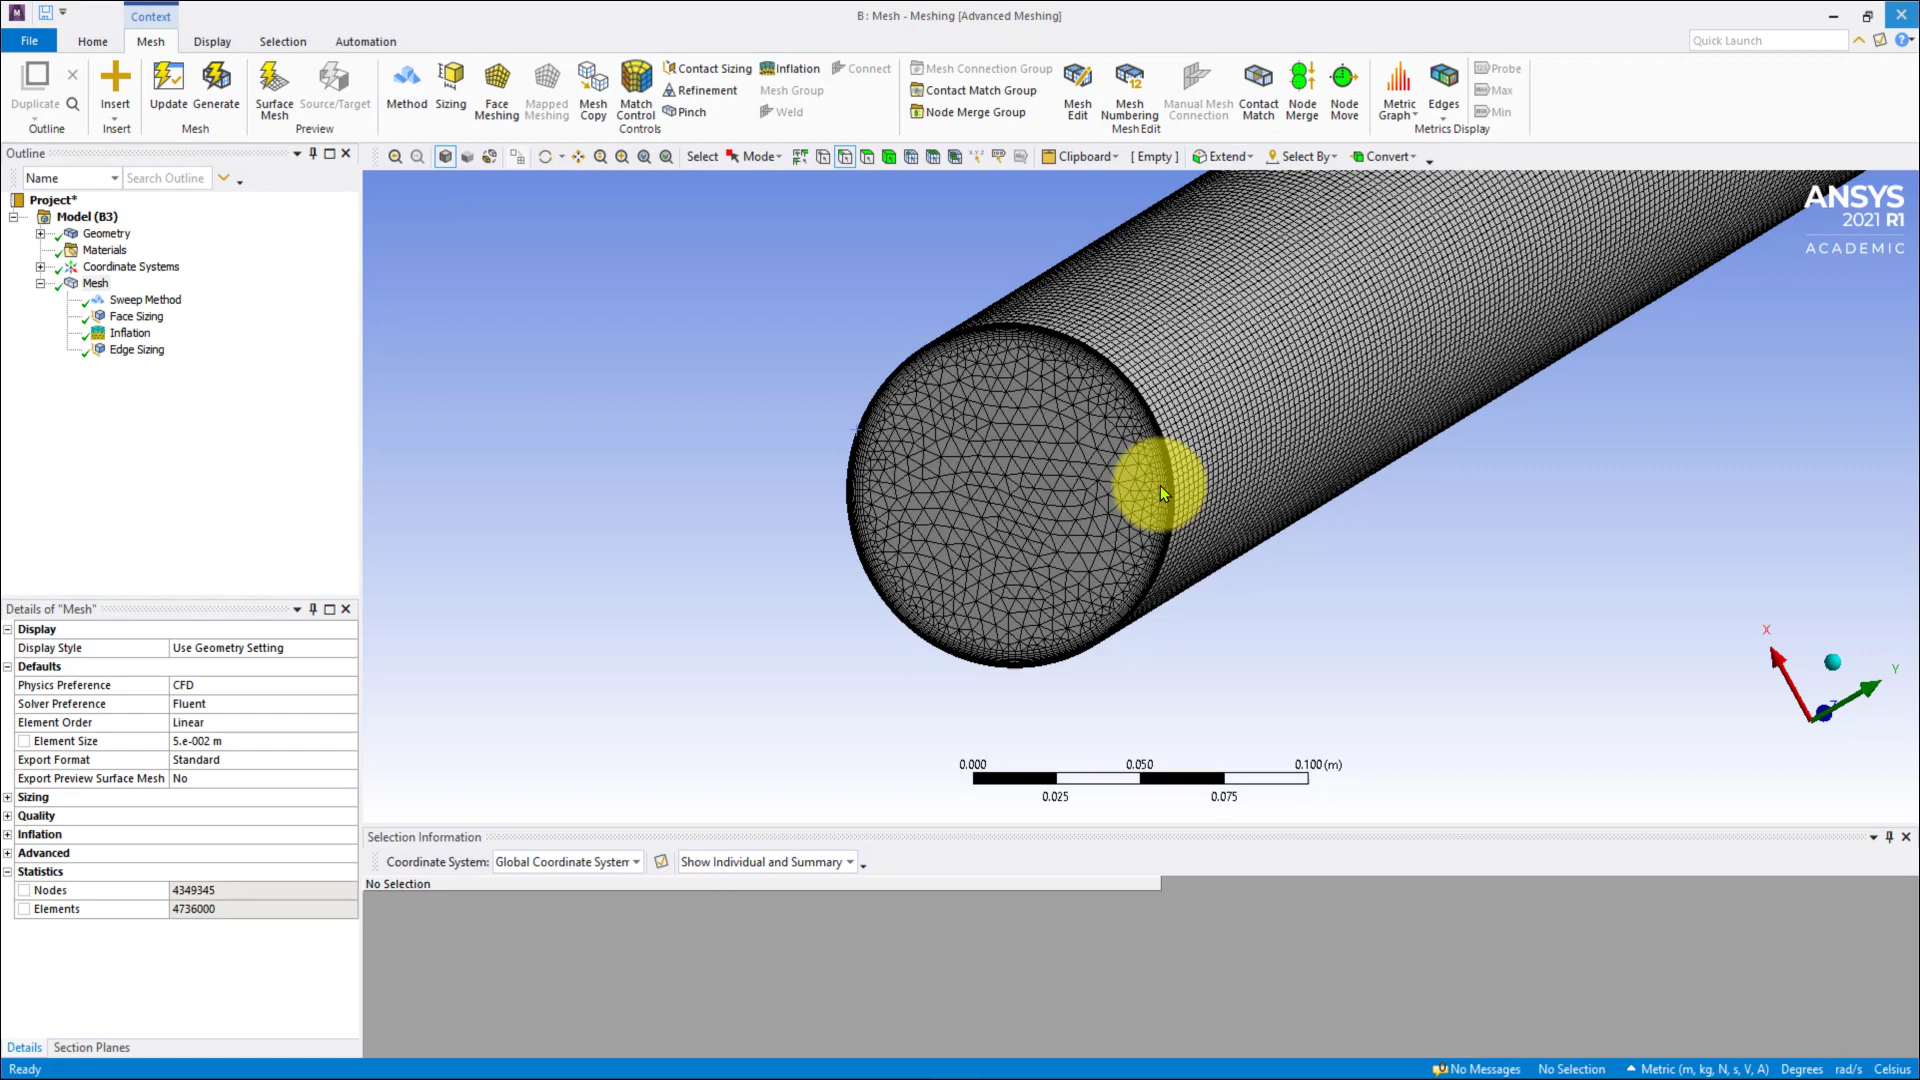 M
Context
B : Mesh - Meshing [Advanced Meshing]
File
Home
Mesh
Display
Selection
Automation
Quick Launch
Duplicate
Outline
Insert
Insert
Update
Generate
Mesh
Surface Mesh
Source/Target
Preview
Method
Sizing
Face Meshing
Mapped Meshing
Mesh Copy
Match Control
Contact Sizing
Refinement
Pinch
Inflation
Mesh Group
Weld
Connect
Controls
Mesh Connection Group
Contact Match Group
Node Merge Group
Mesh Edit
Mesh Numbering
Manual Mesh Connection
Contact Match
Node Merge
Node Move
Mesh Edit
Metric Graph
Edges
Probe
Max
Min
Metrics Display
Outline
Select
Mode
Clipboard
[ Empty ]
Extend
Select By
Convert
Name
Search Outline
Project*
Model (B3)
Geometry
Materials
Coordinate Systems
Mesh
Sweep Method
Face Sizing
Inflation
Edge Sizing
ANSYS
2021 R1
ACADEMIC
X
Y
Z
0.000
0.050
0.100 (m)
0.025
0.075
Details of "Mesh"
Display
Display Style Use Geometry Setting
Defaults
Physics Preference CFD
Solver Preference Fluent
Element Order Linear
Element Size 5.e-002 m
Export Format Standard
Export Preview Surface Mesh No
Sizing
Quality
Inflation
Advanced
Statistics
Nodes 4349345
Elements 4736000
Selection Information
Coordinate System: Global Coordinate System
Show Individual and Summary
No Selection
Details
Section Planes
Ready
No Messages
No Selection
Metric (m, kg, N, s, V, A)
Degrees
rad/s
Celsius